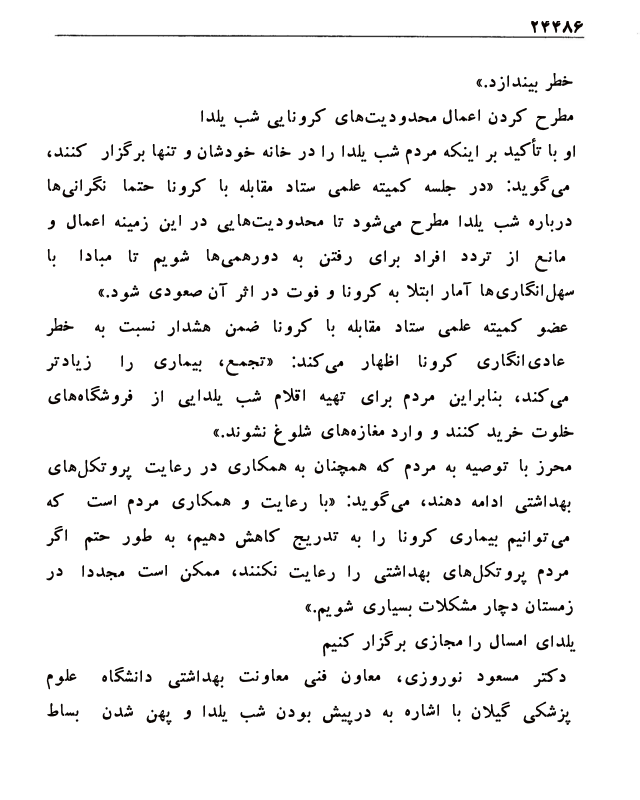 ۲۴۴۸۶
خطر بیندازد.»
مطرح کردن اعمال محدودیت‌های کرونایی شب یلدا
او با تأکید بر اینکه مردم شب یلدا را در خانه خودشان و تنها برگزار کنند،
می‌گوید: «در جلسه کمیته علمی ستاد مقابله با کرونا حتما نگرانی‌ها
درباره شب یلدا مطرح می‌شود تا محدودیت‌هایی در این زمینه اعمال و
مانع از تردد افراد برای رفتن به دورهمی‌ها شویم تا مبادا با
سهل‌انگاری‌ها آمار ابتلا به کرونا و فوت در اثر آن صعودی شود.»
عضو کمیته علمی ستاد مقابله با کرونا ضمن هشدار نسبت به خطر
عادی‌انگاری کرونا اظهار می‌کند: «تجمع، بیماری را زیادتر
می‌کند، بنابراین مردم برای تهیه اقلام شب یلدایی از فروشگاه‌های
خلوت خرید کنند و وارد مغازه‌های شلوغ نشوند.»
محرز با توصیه به مردم که همچنان به همکاری در رعایت پروتکل‌های
بهداشتی ادامه دهند، می‌گوید: «با رعایت و همکاری مردم است که
می‌توانیم بیماری کرونا را به تدریج کاهش دهیم، به طور حتم اگر
مردم پروتکل‌های بهداشتی را رعایت نکنند، ممکن است مجددا در
زمستان دچار مشکلات بسیاری شویم.»
یلدای امسال را مجازی برگزار کنیم
دکتر مسعود نوروزی، معاون فنی معاونت بهداشتی دانشگاه علوم
پزشکی گیلان با اشاره به درپیش بودن شب یلدا و پهن شدن بساط